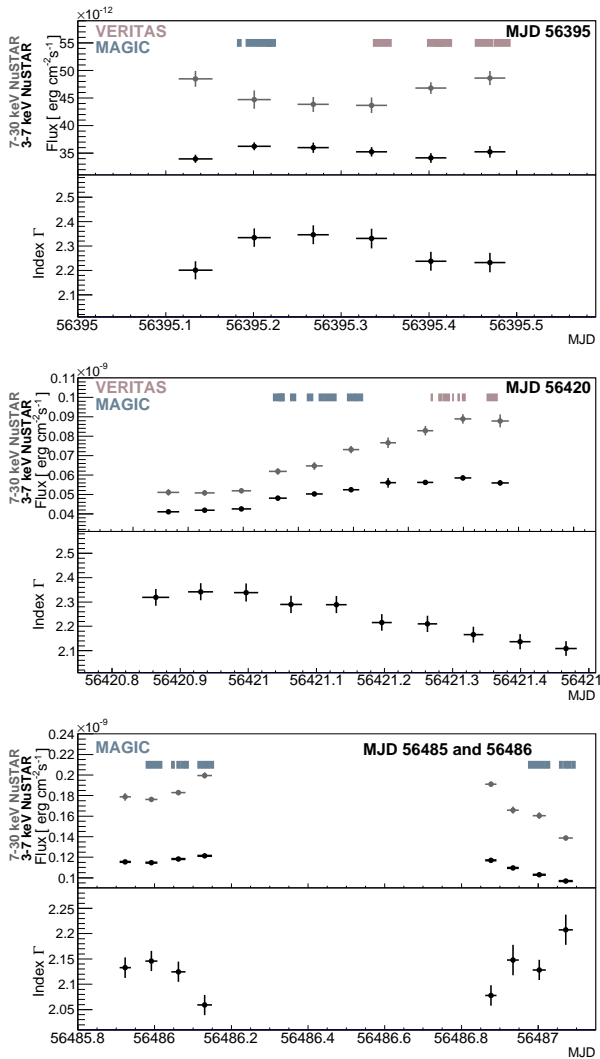 ×10⁻¹²
VERITAS
MAGIC
MJD 56395
7-30 keV NuSTAR
3-7 keV NuSTAR
Flux [ erg cm⁻²s⁻¹]
55
50
45
40
35
Index Γ
2.5
2.4
2.3
2.2
2.1
56395 56395.1 56395.2 56395.3 56395.4 56395.5
MJD
×10⁻⁹
0.11
VERITAS
MAGIC
MJD 56420
7-30 keV NuSTAR
3-7 keV NuSTAR
Flux [ erg cm⁻²s⁻¹]
0.1
0.09
0.08
0.07
0.06
0.05
0.04
Index Γ
2.5
2.4
2.3
2.2
2.1
56420.8 56420.9 56421 56421.1 56421.2 56421.3 56421.4 56421
MJD
×10⁻⁹
0.24
MAGIC
MJD 56485 and 56486
7-30 keV NuSTAR
3-7 keV NuSTAR
Flux [ erg cm⁻²s⁻¹]
0.22
0.2
0.18
0.16
0.14
0.12
0.1
Index Γ
2.25
2.2
2.15
2.1
2.05
56485.8 56486 56486.2 56486.4 56486.6 56486.8 56487
MJD